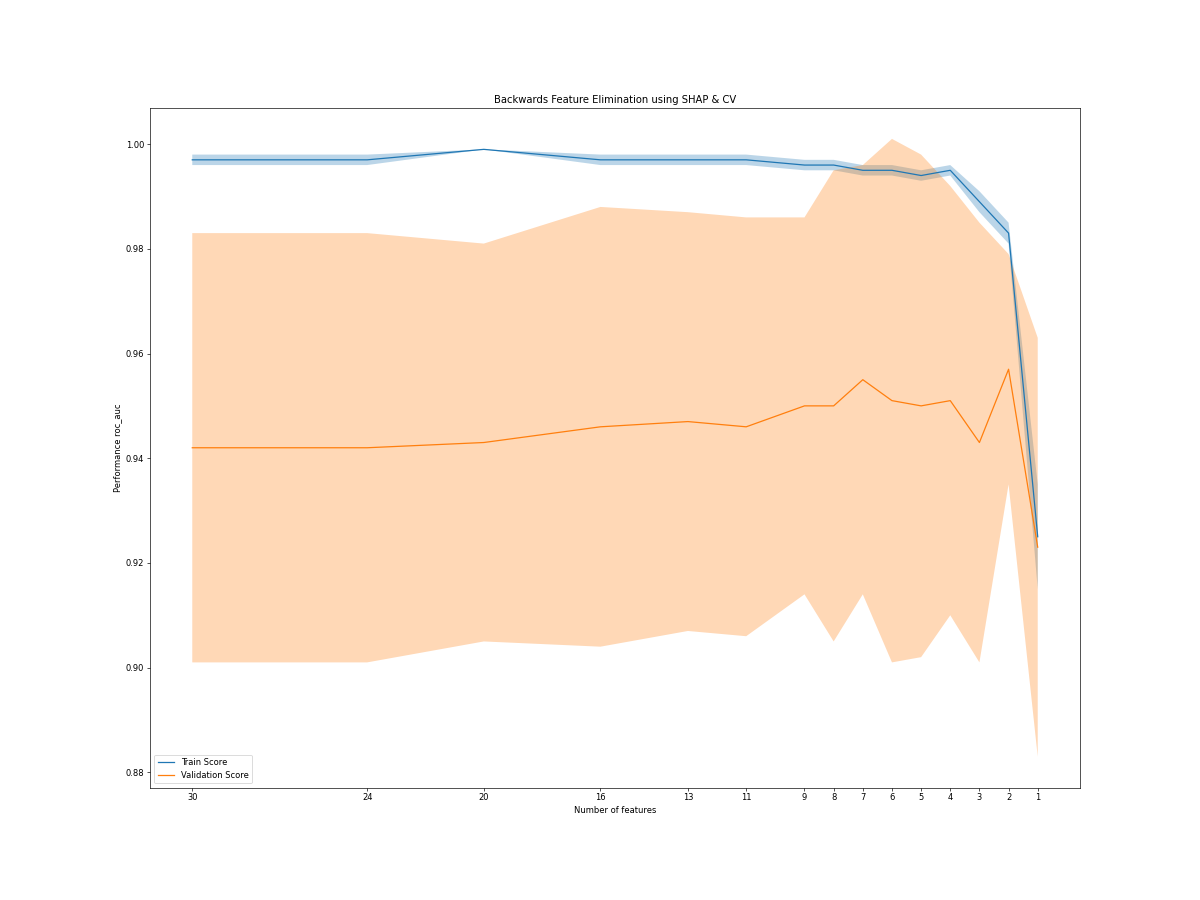 Backwards Feature Elimination using SHAP & CV
1.00
0.98
0.96
0.94
0.92
0.90
0.88
Performance roc_auc
Train Score
Validation Score
30 24 20 16 13 11 9 8 7 6 5 4 3 2 1
Number of features